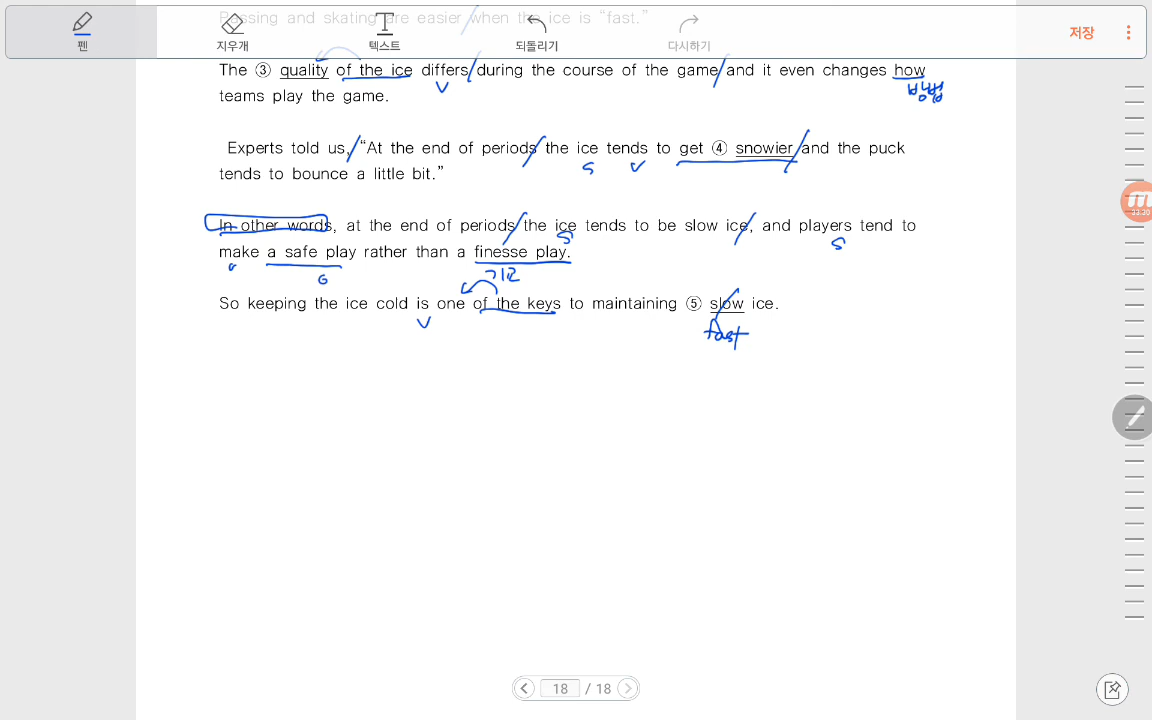 Passing and skating are easier when the ice is “fast.”
펜
지우개
텍스트
되돌리기
다시하기
저장
The ③ quality of the ice differs during the course of the game and it even changes how
V
방법
teams play the game.
Experts told us, “At the end of periods the ice tends to get ④ snowier and the puck
S V
tends to bounce a little bit.”
33:30
In other words, at the end of periods the ice tends to be slow ice, and players tend to
S S
make a safe play rather than a finesse play.
기교
So keeping the ice cold is one of the keys to maintaining ⑤ slow ice.
V
fast
18 / 18